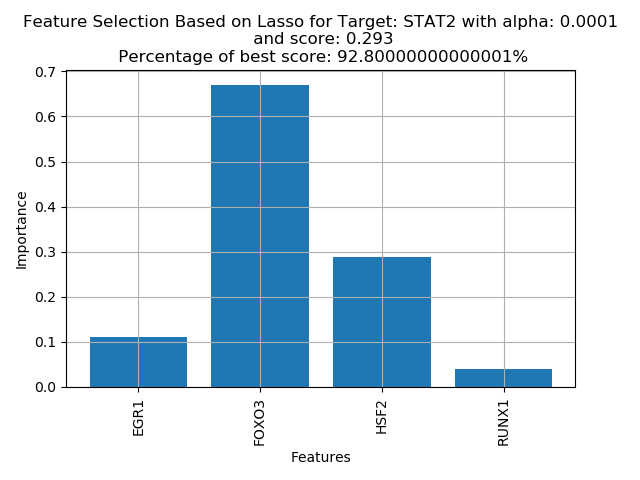 Feature Selection Based on Lasso for Target: STAT2 with alpha: 0.0001
and score: 0.293
Percentage of best score: 92.80000000000001%
0.7
0.6
0.5
0.4
0.3
0.2
0.1
0.0
Importance
EGR1
FOXO3
HSF2
RUNX1
Features